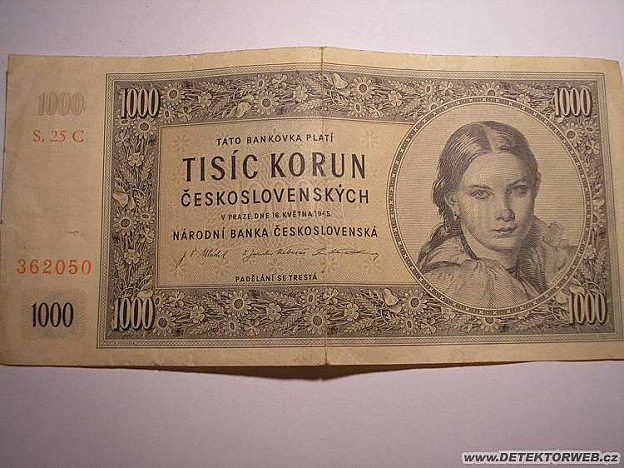 1000
S. 25 C
362050
1000
1000
1000
TATO BANKOVKA PLATÍ
TISÍC KORUN
ČESKOSLOVENSKÝCH
V PRAZE, DNE 16. KVĚTNA 1945.
NÁRODNÍ BANKA ČESKOSLOVENSKÁ
PADĚLÁNÍ SE TRESTÁ
1000
1000
www.DETEKTORWEB.cz